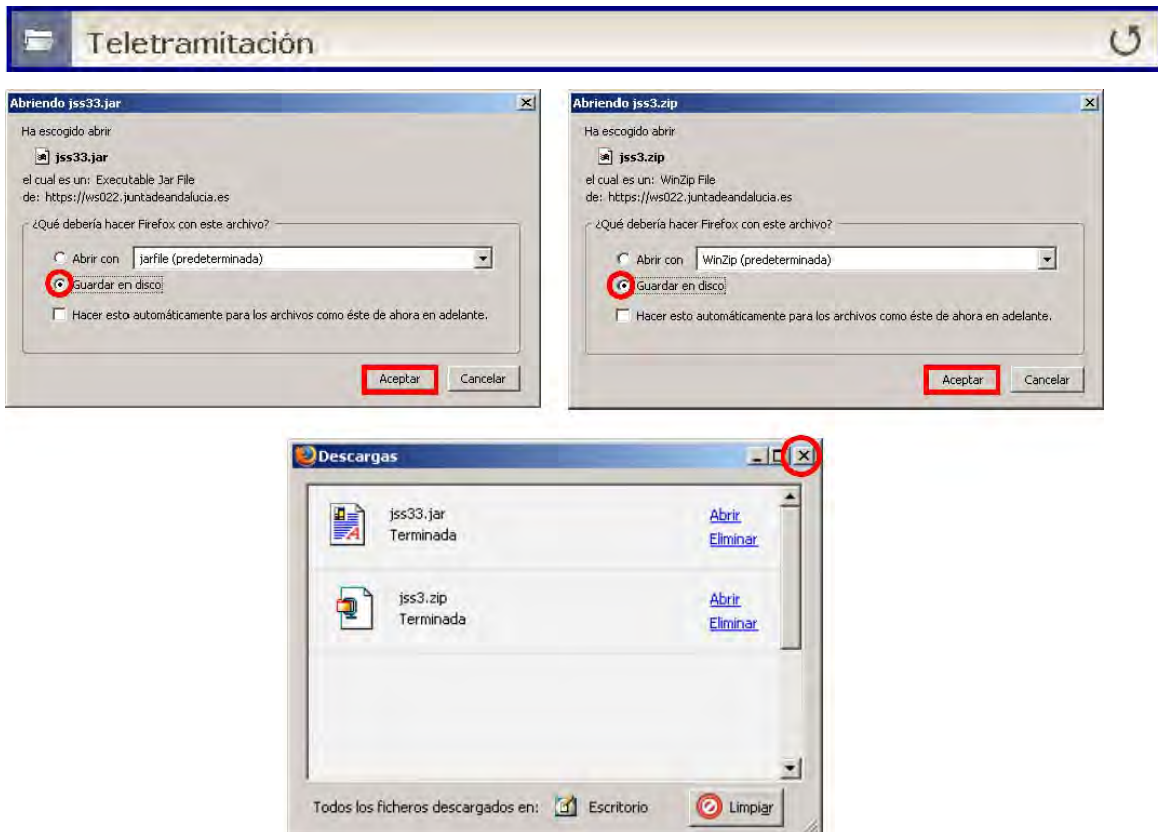 Teletramitación
Abriendo jss33.jar
Ha escogido abrir
jss33.jar
el cual es un: Executable Jar File
de: https://ws022.juntadeandalucia.es
¿Qué debería hacer Firefox con este archivo?
Abrir con jarfile (predeterminada)
Guardar en disco
Hacer esto automáticamente para los archivos como éste de ahora en adelante.
Aceptar Cancelar
Abriendo jss3.zip
Ha escogido abrir
jss3.zip
el cual es un: WinZip File
de: https://ws022.juntadeandalucia.es
¿Qué debería hacer Firefox con este archivo?
Abrir con WinZip (predeterminada)
Guardar en disco
Hacer esto automáticamente para los archivos como éste de ahora en adelante.
Aceptar Cancelar
Descargas
jss33.jar Abrir
Terminada Eliminar
jss3.zip Abrir
Terminada Eliminar
Todos los ficheros descargados en: Escritorio Limpiar